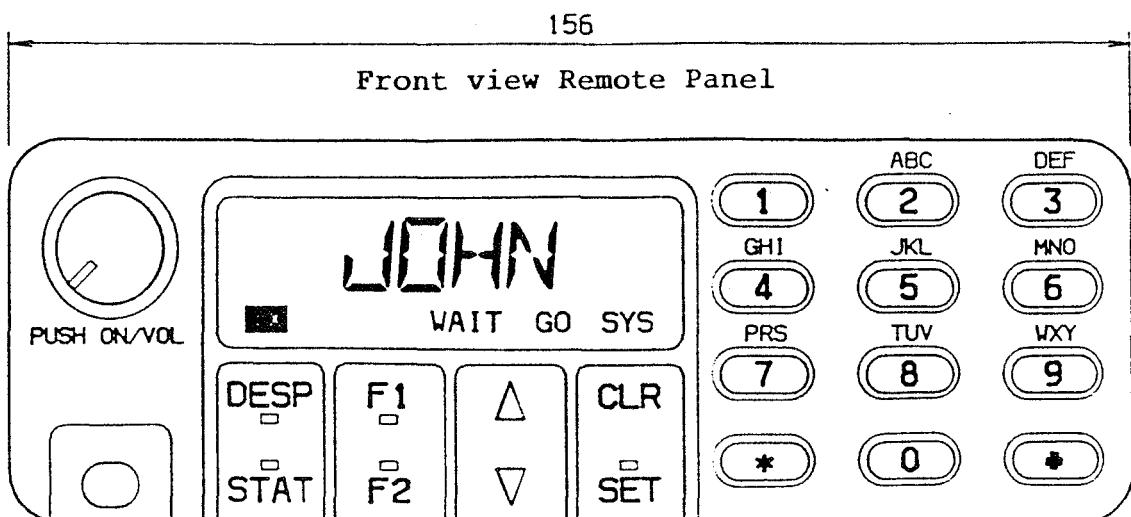 156
Front view Remote Panel
JOHN
WAIT GO SYS
PUSH ON/VOL
DESP F1 CLR
STAT F2 SET
ABC DEF
1 2 3
GHI JKL MNO
4 5 6
PRS TUV WXY
7 8 9
* 0 #